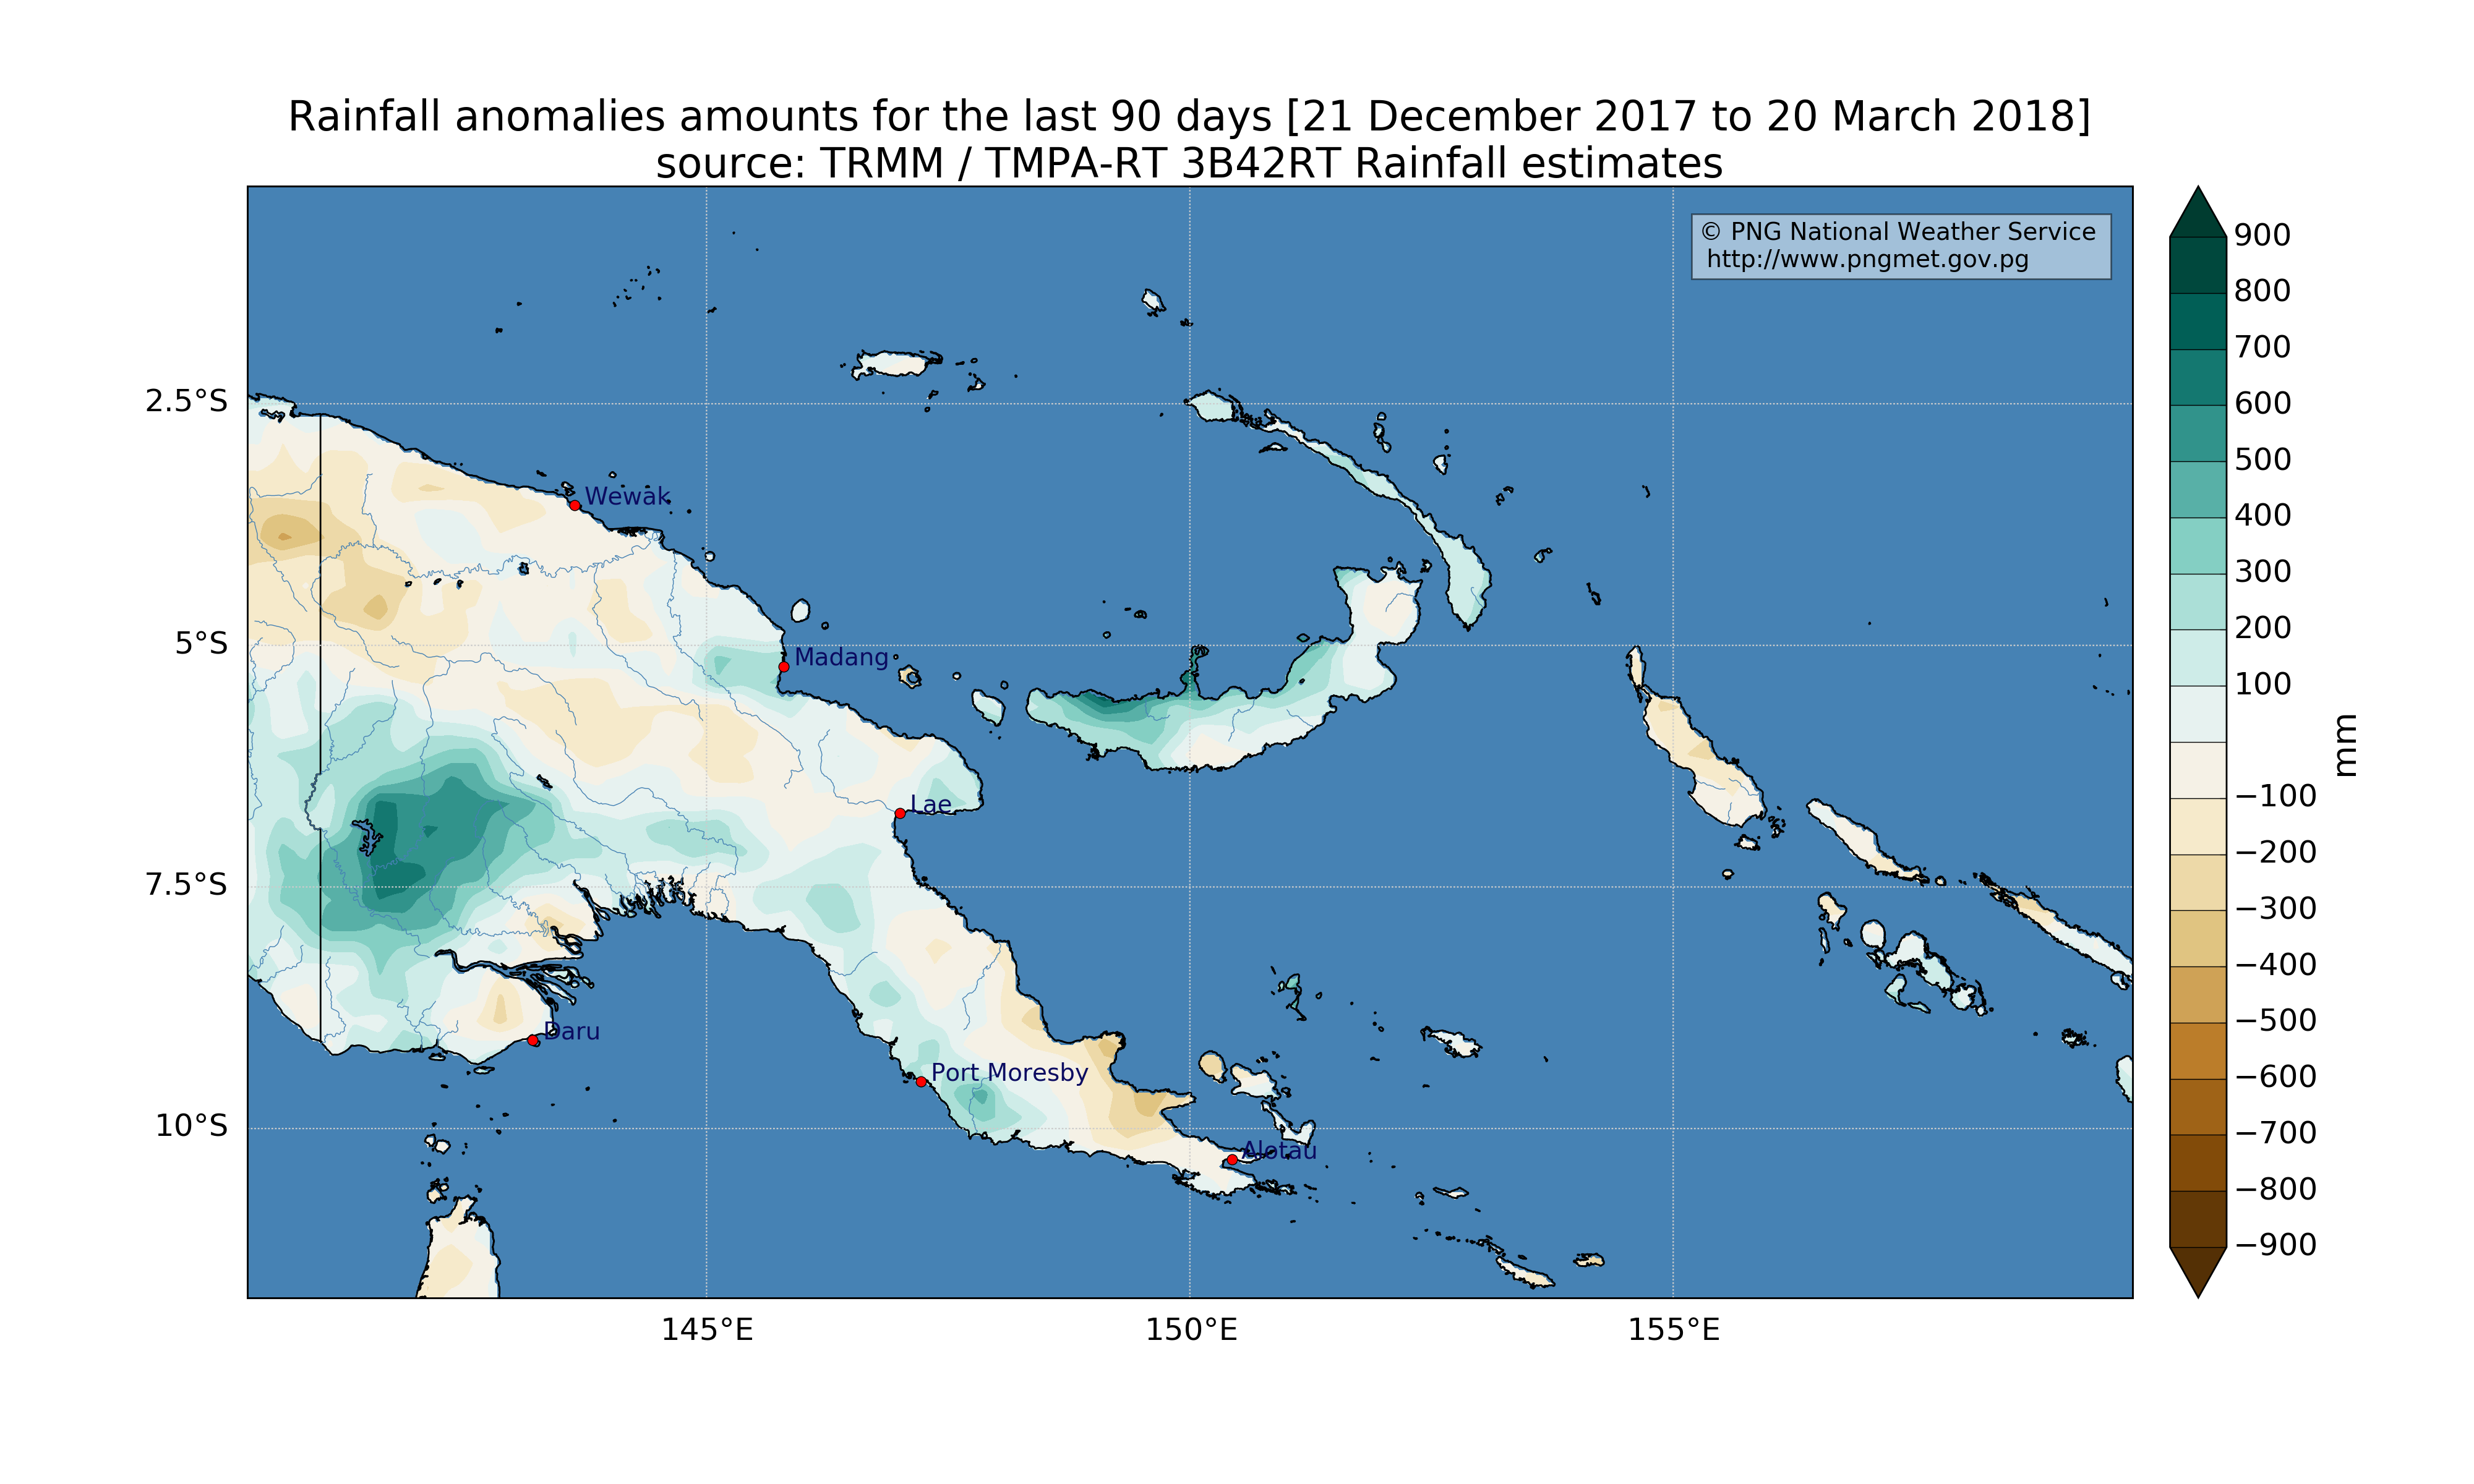 Rainfall anomalies amounts for the last 90 days [21 December 2017 to 20 March 2018]
source: TRMM / TMPA-RT 3B42RT Rainfall estimates
© PNG National Weather Service
http://www.pngmet.gov.pg
2.5°S
5°S
7.5°S
10°S
145°E
150°E
155°E
Wewak
Madang
Lae
Daru
Port Moresby
Alotau
900
800
700
600
500
400
300
200
100
−100
−200
−300
−400
−500
−600
−700
−800
−900
mm